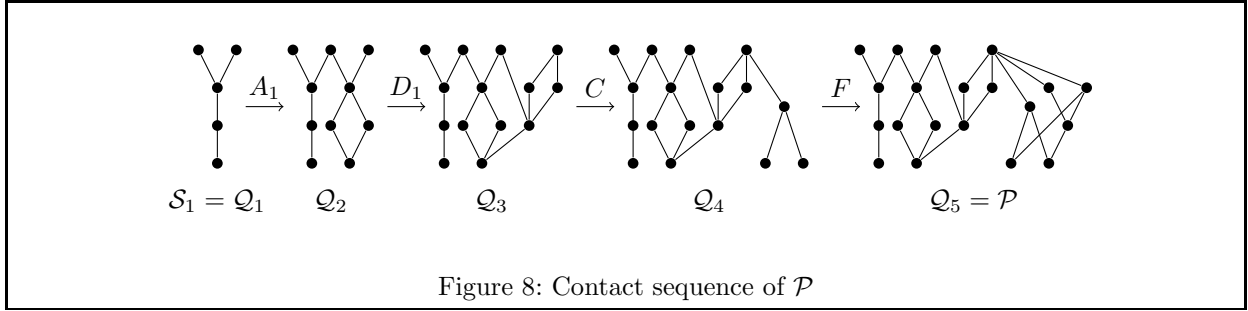 A₁ D₁ C F
𝒮₁ = 𝒬₁ 𝒬₂ 𝒬₃ 𝒬₄ 𝒬₅ = 𝒫
Figure 8: Contact sequence of 𝒫